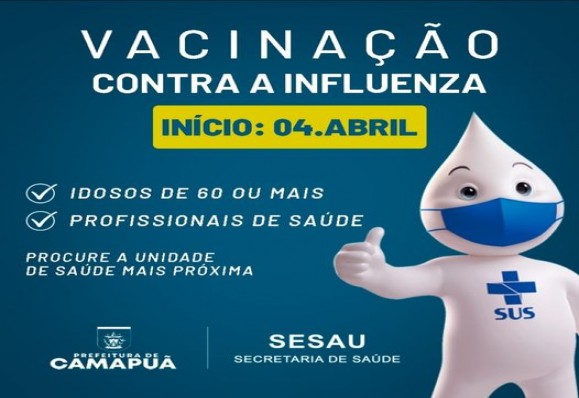 VACINAÇÃO
CONTRA A INFLUENZA
INÍCIO: 04.ABRIL
IDOSOS DE 60 OU MAIS
PROFISSIONAIS DE SAÚDE
PROCURE A UNIDADE
DE SAÚDE MAIS PRÓXIMA
SUS
PREFEITURA DE
CAMAPUÃ
SESAU
SECRETARIA DE SAÚDE